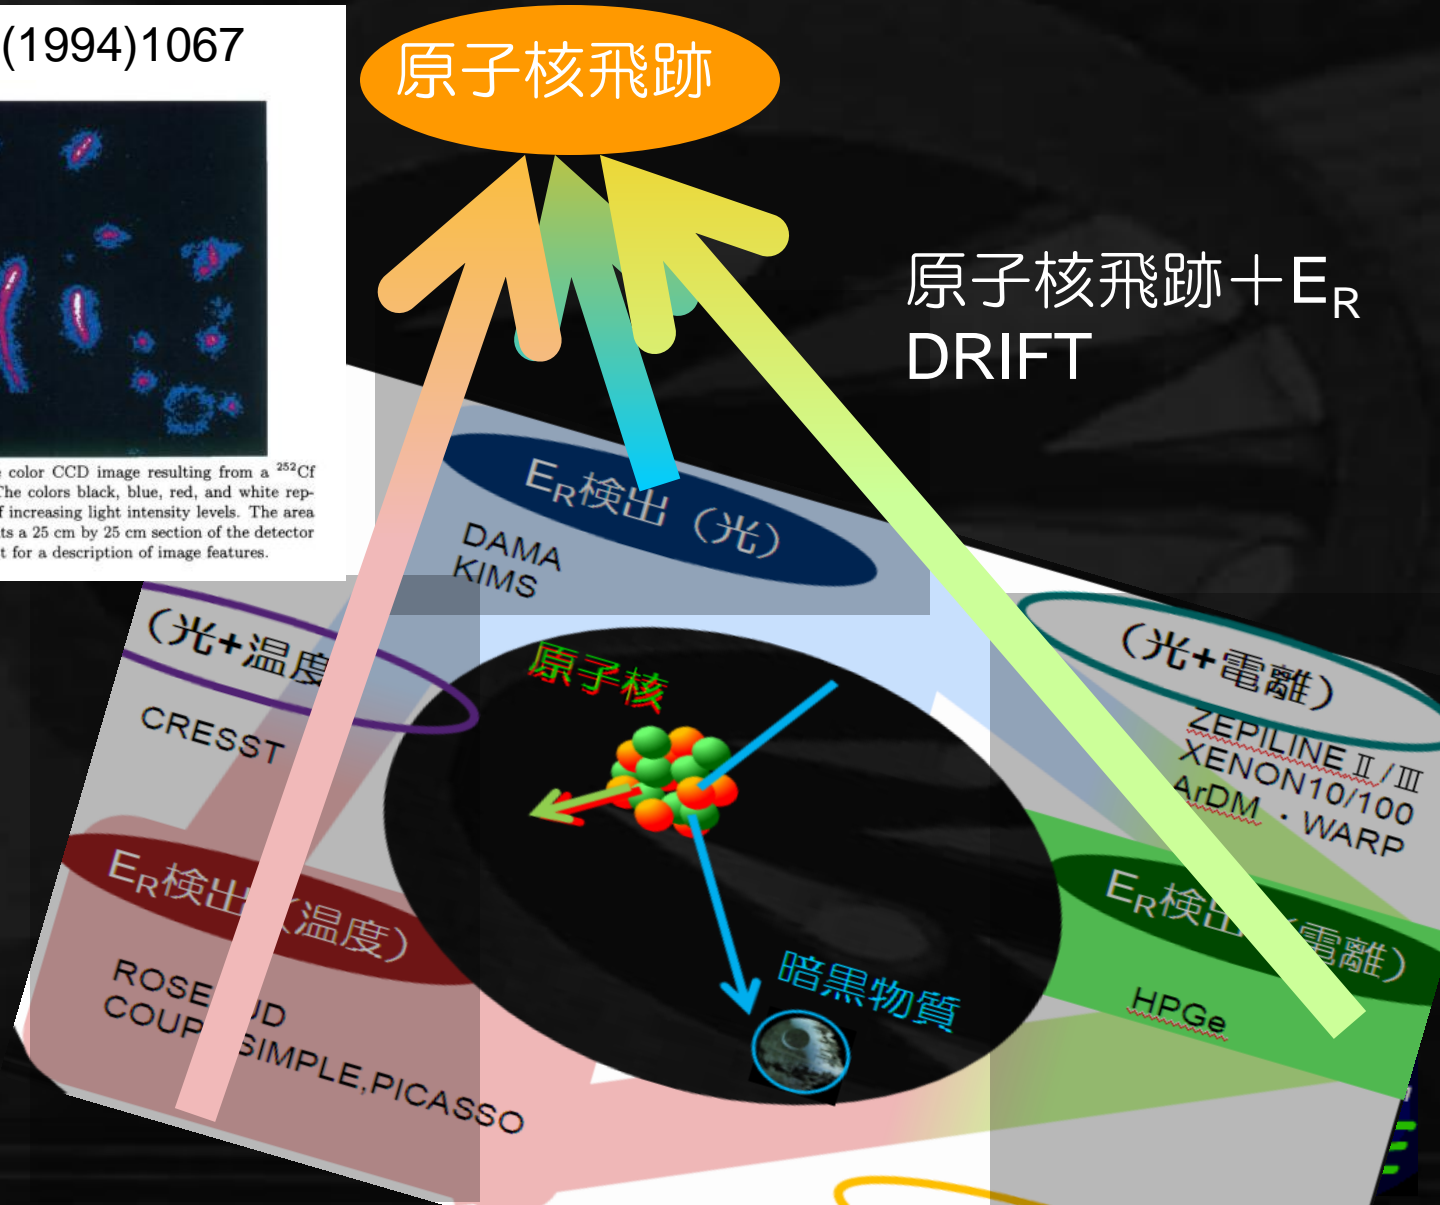 (1994)1067
原子核飛跡
原子核飛跡＋ER
DRIFT
color CCD image resulting from a 252Cf
The colors black, blue, red, and white rep-
increasing light intensity levels. The area
a 25 cm by 25 cm section of the detector
for a description of image features.
ER検出（光）
DAMA
KIMS
（光+温度
CRESST
原子核
（光+電離）
ZEPILINEⅡ/Ⅲ
XENON10/100
ArDM ・WARP
ER検出（温度）
ROSE UD
COUP SIMPLE,PICASSO
ER検出（電離）
HPGe
暗黒物質